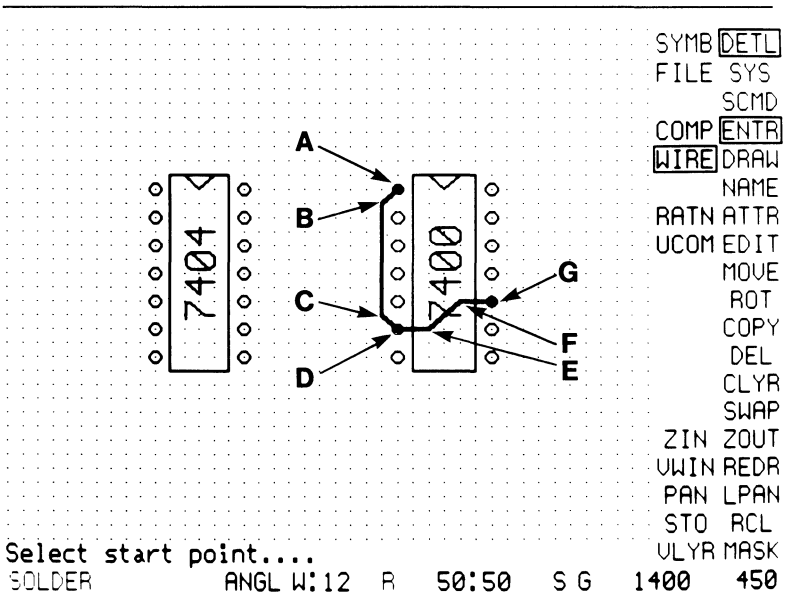 SYMB DETL
FILE SYS
SCMD
COMP ENTR
WIRE DRAW
NAME
RATN ATTR
UCOM EDIT
MOVE
ROT
COPY
DEL
CLYR
SWAP
ZIN ZOUT
VWIN REDR
PAN LPAN
STO RCL
VLYR MASK
A
B
C
D
E
F
G
7404
7400
Select start point....
SOLDER ANGL W:12 R 50:50 S G 1400 450